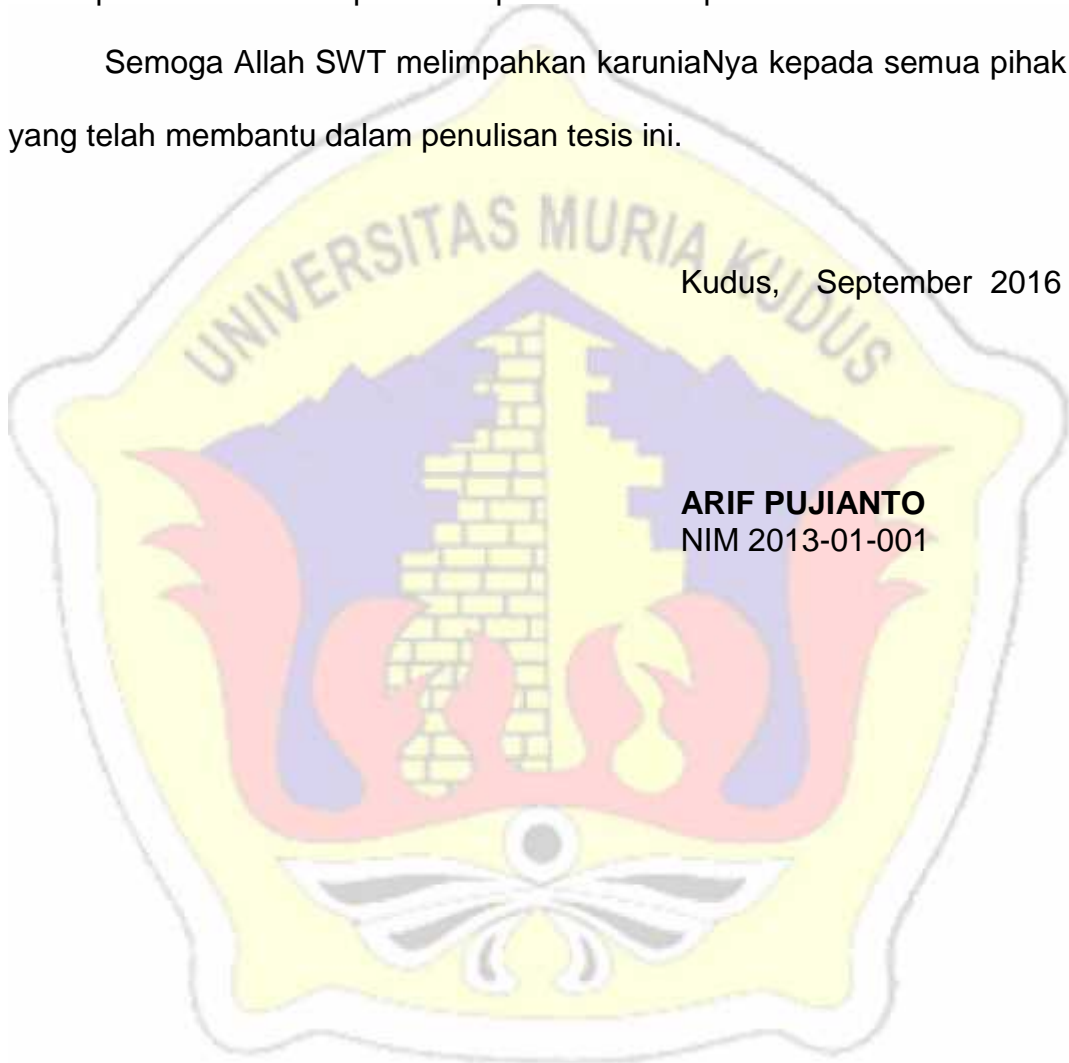 Semoga Allah SWT melimpahkan karuniaNya kepada semua pihak
yang telah membantu dalam penulisan tesis ini.
UNIVERSITAS MURIA KUDUS
Kudus, September 2016
ARIF PUJIANTO
NIM 2013-01-001